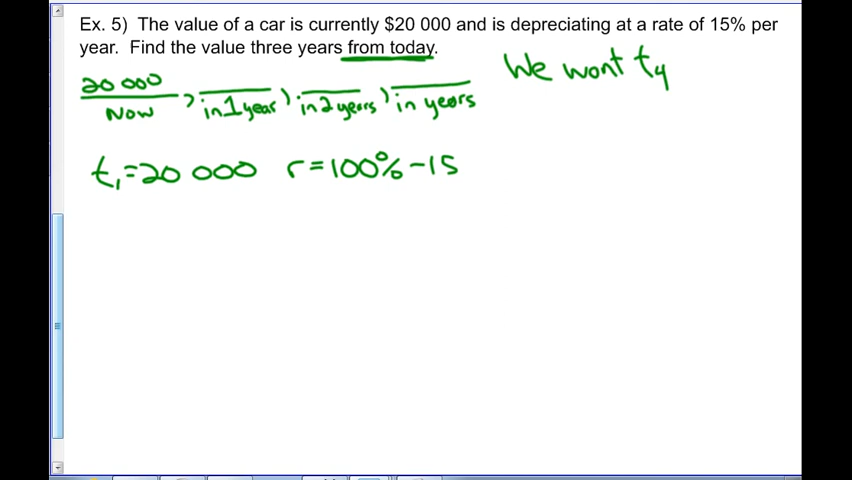 Ex. 5) The value of a car is currently $20 000 and is depreciating at a rate of 15% per
year. Find the value three years from today.
We want t4
20 000
Now , in 1 year , in 2 years , in years
t1=20 000 r=100%-15